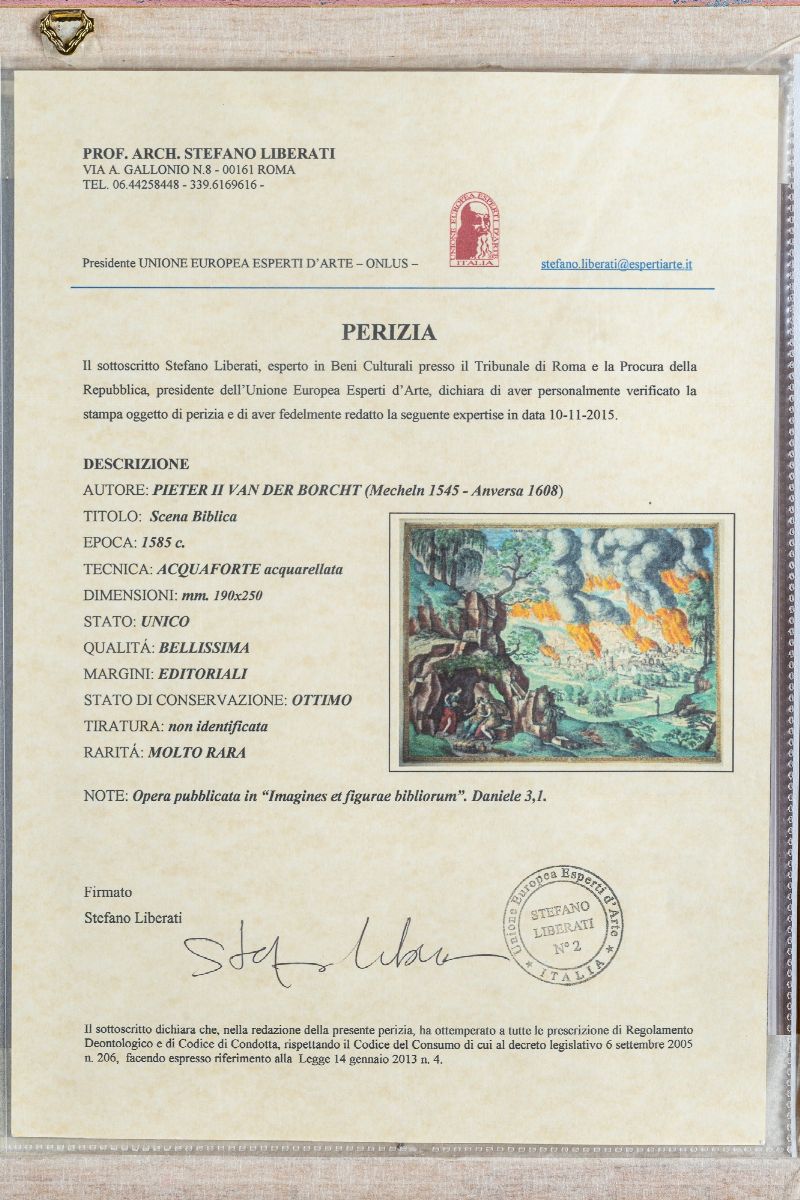 PROF. ARCH. STEFANO LIBERATI
VIA A. GALLONIO N.8 - 00161 ROMA
TEL. 06.44258448 - 339.6169616 -
UNIONE EUROPEA ESPERTI D'ARTE
ITALIA
Presidente UNIONE EUROPEA ESPERTI D'ARTE – ONLUS –
stefano.liberati@espertiarte.it
PERIZIA
Il sottoscritto Stefano Liberati, esperto in Beni Culturali presso il Tribunale di Roma e la Procura della
Repubblica, presidente dell'Unione Europea Esperti d'Arte, dichiara di aver personalmente verificato la
stampa oggetto di perizia e di aver fedelmente redatto la seguente expertise in data 10-11-2015.
DESCRIZIONE
AUTORE: PIETER II VAN DER BORCHT (Mecheln 1545 - Anversa 1608)
TITOLO: Scena Biblica
EPOCA: 1585 c.
TECNICA: ACQUAFORTE acquarellata
DIMENSIONI: mm. 190x250
STATO: UNICO
QUALITÁ: BELLISSIMA
MARGINI: EDITORIALI
STATO DI CONSERVAZIONE: OTTIMO
TIRATURA: non identificata
RARITÁ: MOLTO RARA
NOTE: Opera pubblicata in “Imagines et figurae bibliorum”. Daniele 3,1.
Firmato
Stefano Liberati
Unione Europea Esperti d'Arte
STEFANO
LIBERATI
N° 2
★ ITALIA ★
Il sottoscritto dichiara che, nella redazione della presente perizia, ha ottemperato a tutte le prescrizione di Regolamento
Deontologico e di Codice di Condotta, rispettando il Codice del Consumo di cui al decreto legislativo 6 settembre 2005
n. 206, facendo espresso riferimento alla Legge 14 gennaio 2013 n. 4.